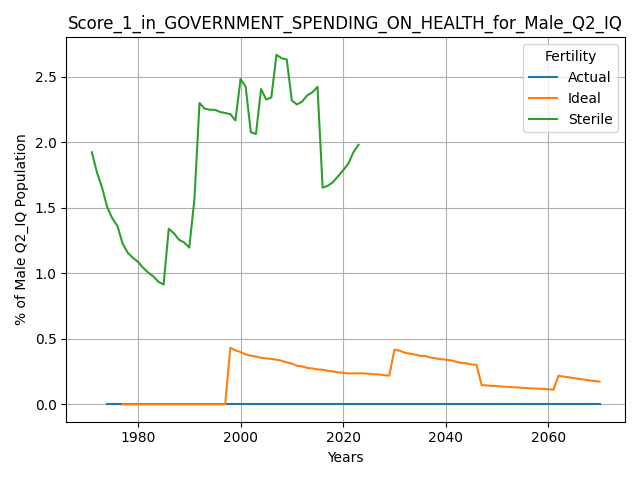 Score_1_in_GOVERNMENT_SPENDING_ON_HEALTH_for_Male_Q2_IQ
Fertility
Actual
Ideal
Sterile
% of Male Q2_IQ Population
2.5
2.0
1.5
1.0
0.5
0.0
1980 2000 2020 2040 2060
Years